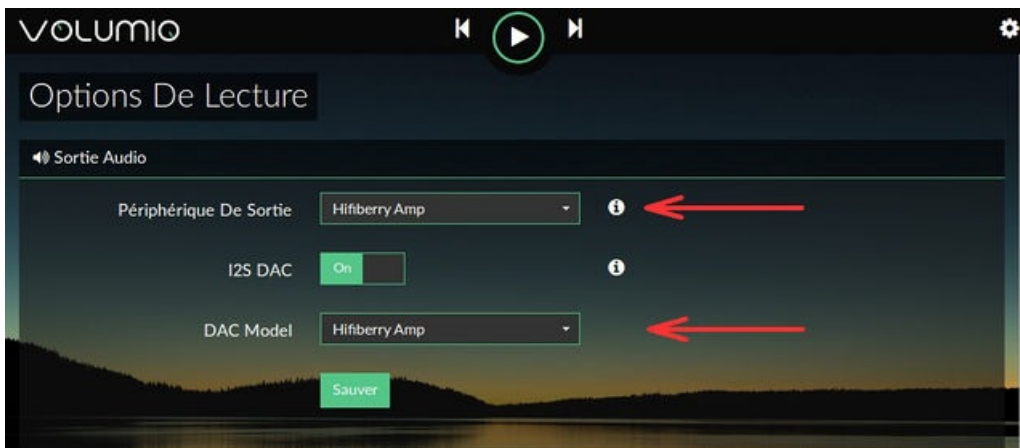 VOLUMIO
Options De Lecture
Sortie Audio
Périphérique De Sortie Hifiberry Amp
I2S DAC On
DAC Model Hifiberry Amp
Sauver